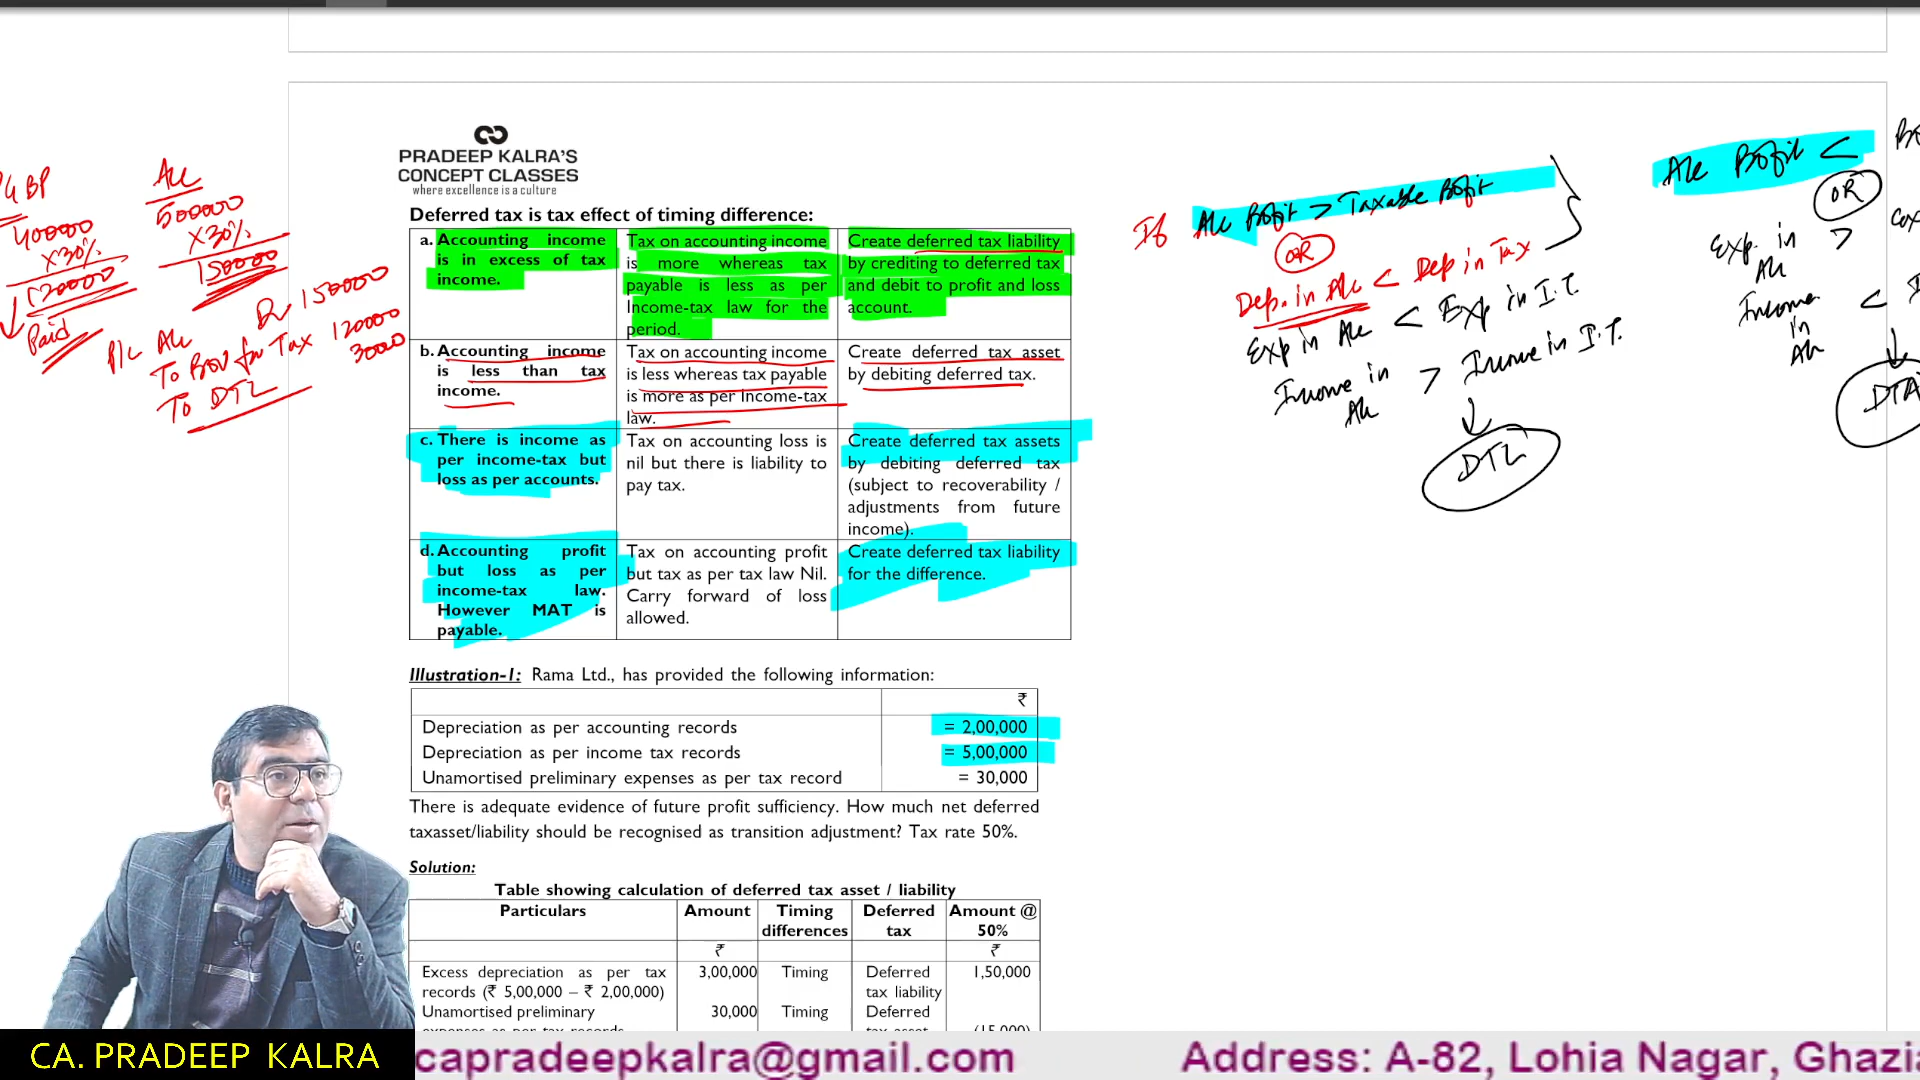 PRADEEP KALRA'S
CONCEPT CLASSES
where excellence is a culture
Deferred tax is tax effect of timing difference:
a. Accounting income is in excess of tax income.
Tax on accounting income is more whereas tax payable is less as per Income-tax law for the period.
Create deferred tax liability by crediting to deferred tax and debit to profit and loss account.
b. Accounting income is less than tax income.
Tax on accounting income is less whereas tax payable is more as per Income-tax law.
Create deferred tax asset by debiting deferred tax.
c. There is income as per income-tax but loss as per accounts.
Tax on accounting loss is nil but there is liability to pay tax.
Create deferred tax assets by debiting deferred tax (subject to recoverability / adjustments from future income).
d. Accounting profit but loss as per income-tax law. However MAT is payable.
Tax on accounting profit but tax as per tax law Nil. Carry forward of loss allowed.
Create deferred tax liability for the difference.
Illustration-1: Rama Ltd., has provided the following information:
₹
Depreciation as per accounting records = 2,00,000
Depreciation as per income tax records = 5,00,000
Unamortised preliminary expenses as per tax record = 30,000
There is adequate evidence of future profit sufficiency. How much net deferred
taxasset/liability should be recognised as transition adjustment? Tax rate 50%.
Solution:
Table showing calculation of deferred tax asset / liability
Particulars Amount Timing differences Deferred tax Amount @ 50%
₹ ₹
Excess depreciation as per tax records (₹ 5,00,000 – ₹ 2,00,000) 3,00,000 Timing Deferred tax liability 1,50,000
Unamortised preliminary expenses as per tax records 30,000 Timing Deferred tax asset (15,000)
BP
400000
X30%
120000
Paid
Acc
500000
X30%
150000
P/L A/c Dr 150000
To Prov for Tax 120000
To DTL 30000
If A/c Profit > Taxable Profit
OR
Dep. in A/c < Dep in Tax
Exp in A/c < Exp in I.T.
Income in A/c > Income in I.T.
DTL
A/c Profit <
OR
Exp. in A/c >
Income in A/c <
DTA
CA. PRADEEP KALRA
capradeepkalra@gmail.com
Address: A-82, Lohia Nagar, Ghazia